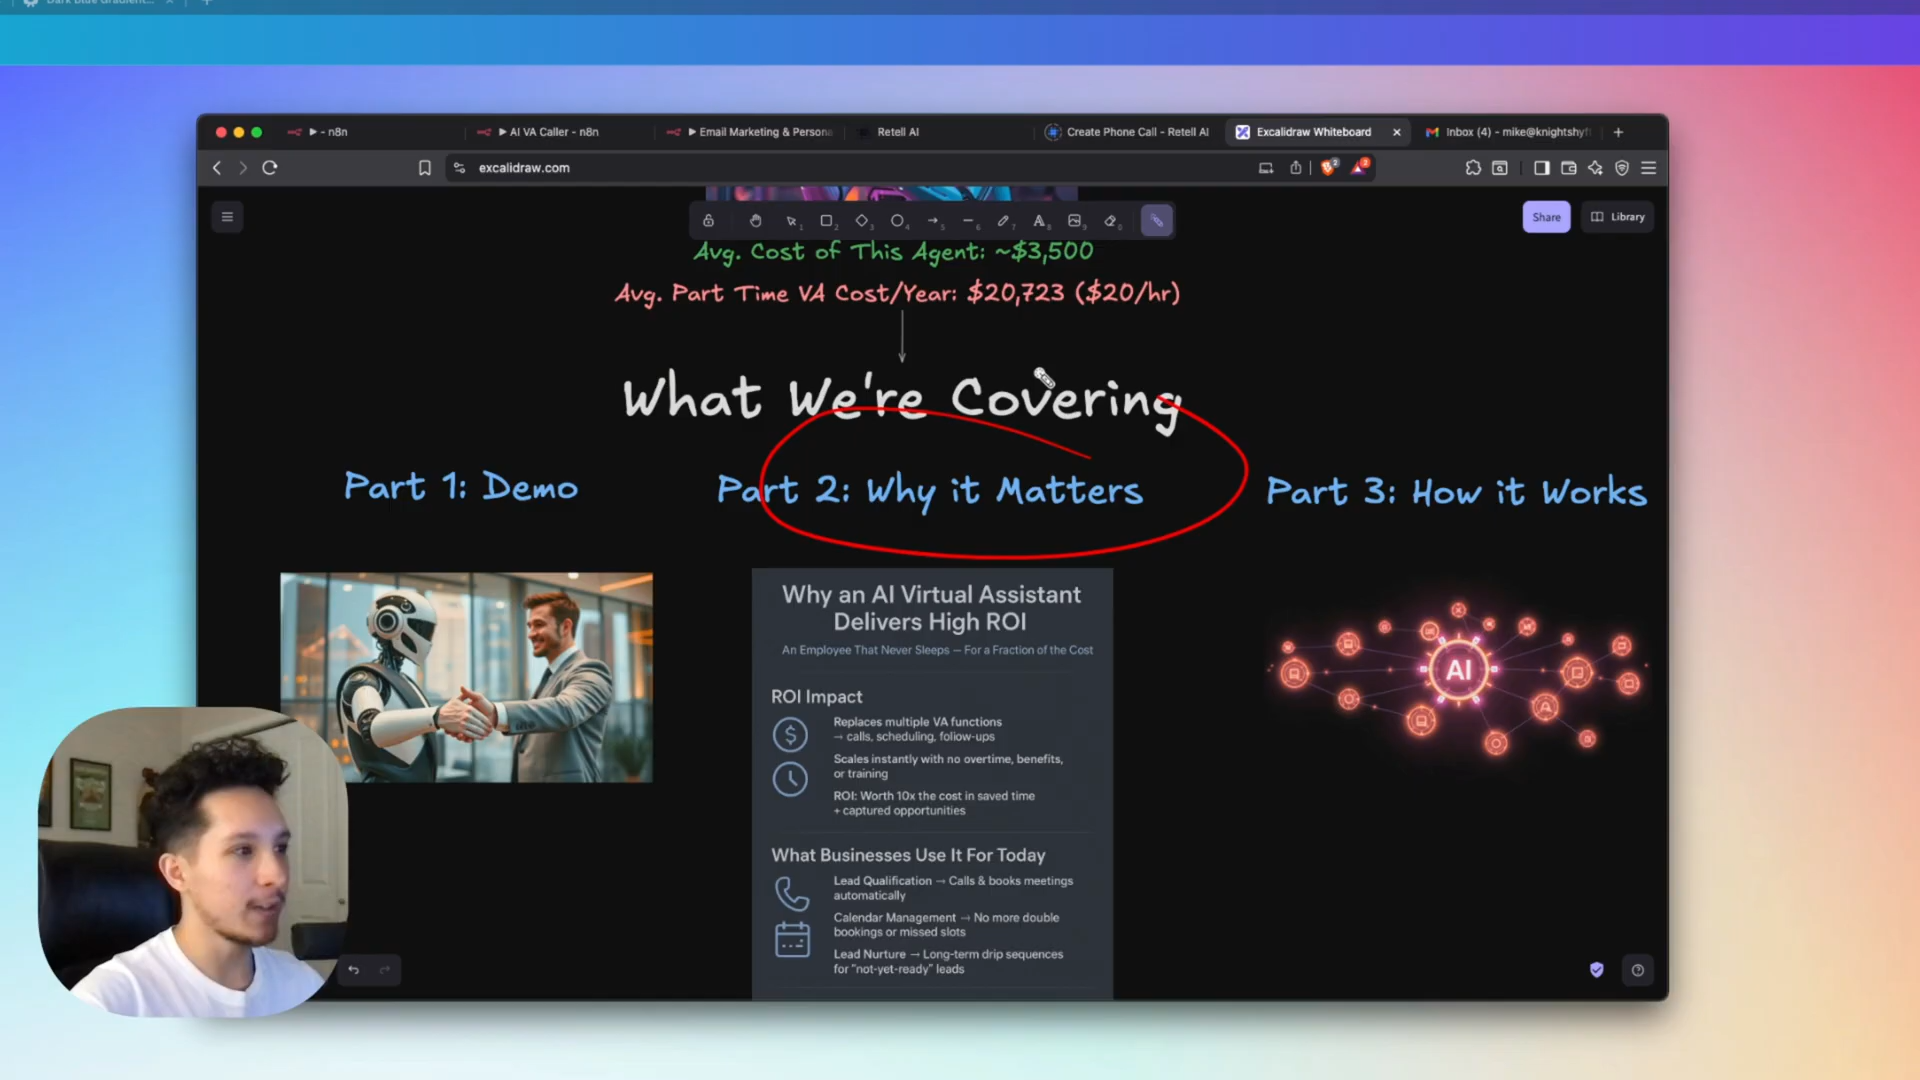 Dark Blue Gradient...
- n8n
AI VA Caller - n8n
Email Marketing & Persona
Retell AI
Create Phone Call - Retell AI
Excalidraw Whiteboard
Inbox (4) - mike@knightshyf
excalidraw.com
Share
Library
Avg. Cost of This Agent: ~$3,500
Avg. Part Time VA Cost/Year: $20,723 ($20/hr)
What We're Covering
Part 1: Demo
Part 2: Why it Matters
Part 3: How it Works
Why an AI Virtual Assistant
Delivers High ROI
An Employee That Never Sleeps – For a Fraction of the Cost
ROI Impact
Replaces multiple VA functions
→ calls, scheduling, follow-ups
Scales instantly with no overtime, benefits,
or training
ROI: Worth 10x the cost in saved time
+ captured opportunities
What Businesses Use It For Today
Lead Qualification → Calls & books meetings
automatically
Calendar Management → No more double
bookings or missed slots
Lead Nurture → Long-term drip sequences
for "not-yet-ready" leads
AI